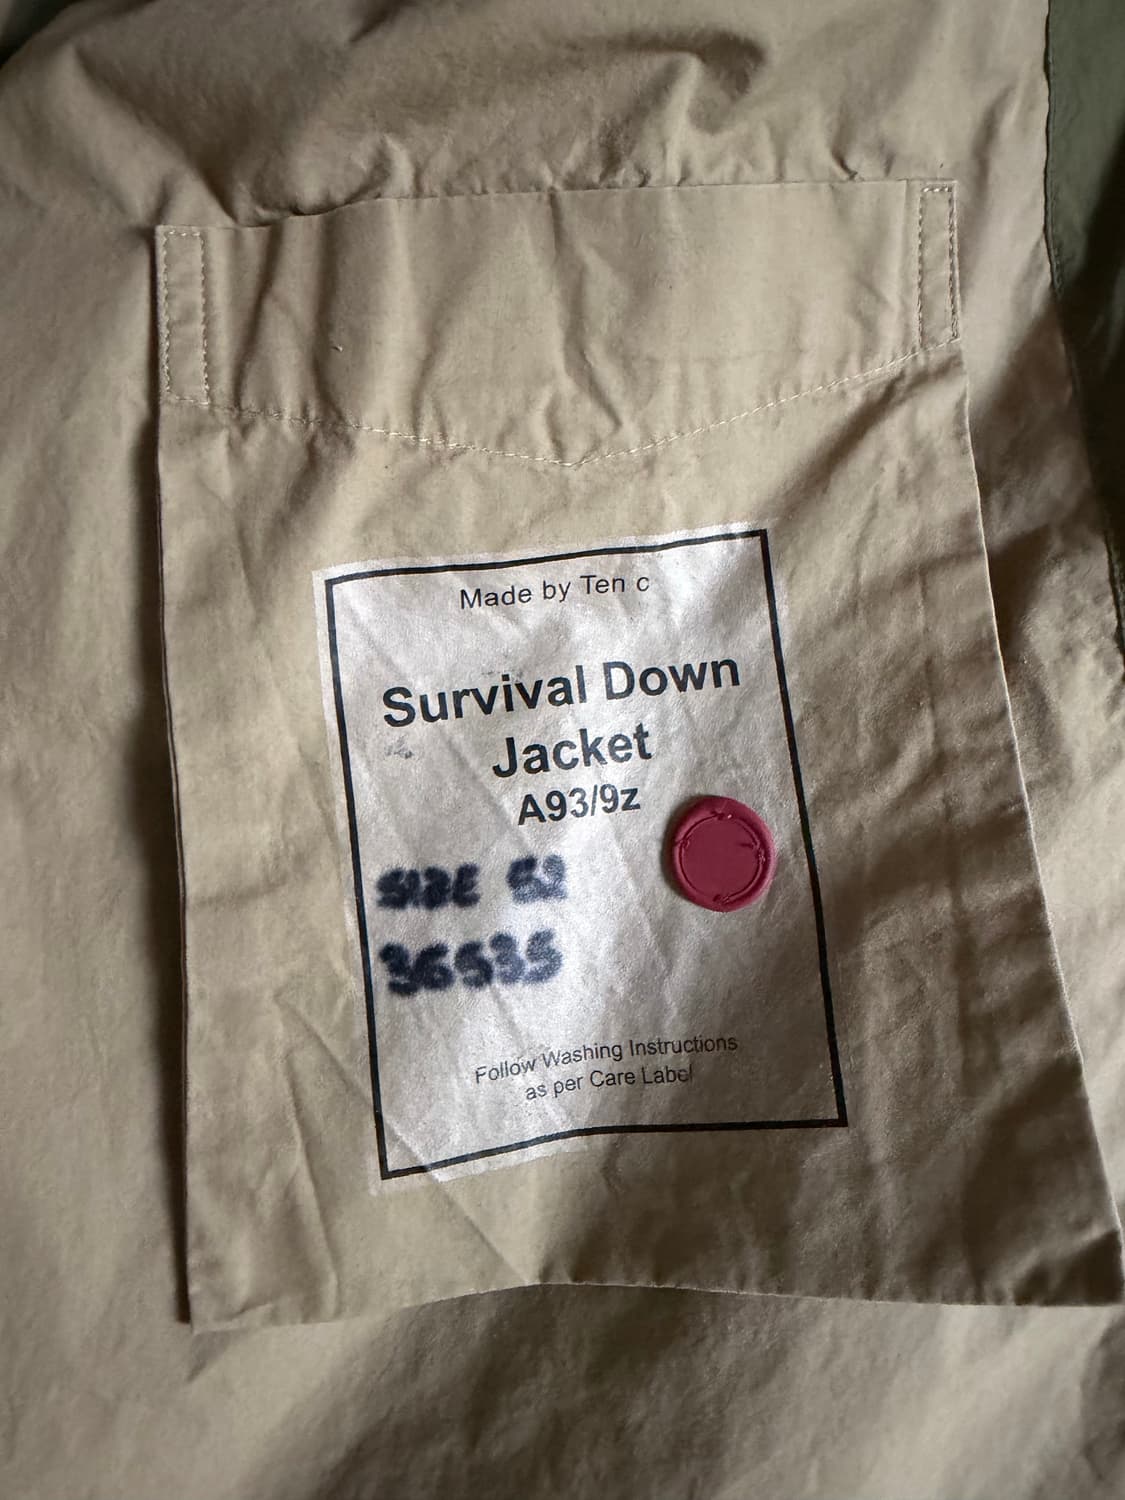 Made by Ten c
Survival Down
Jacket
A93/9z
SIZE 52
36535
Follow Washing Instructions
as per Care Label